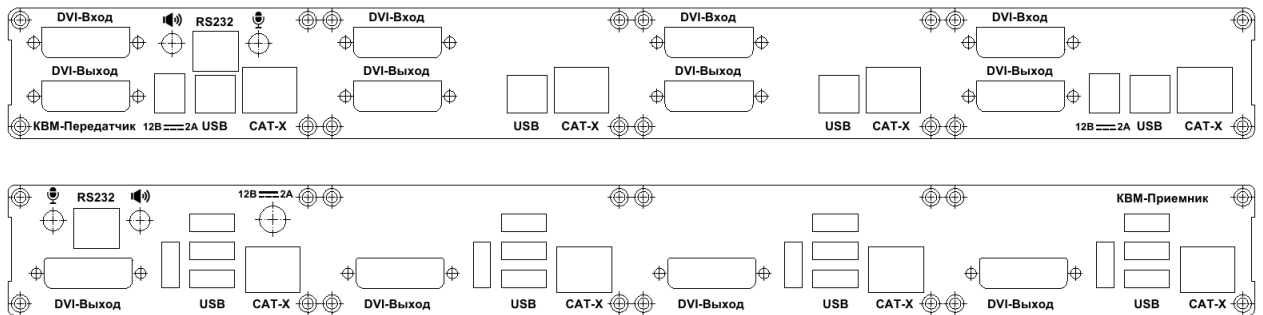 DVI-Вход RS232 DVI-Вход DVI-Вход DVI-Вход
DVI-Выход DVI-Выход DVI-Выход DVI-Выход
КВМ-Передатчик 12В 2А USB CAT-X USB CAT-X USB CAT-X 12В 2А USB CAT-X
RS232 12В 2А КВМ-Приемник
DVI-Выход USB CAT-X DVI-Выход USB CAT-X DVI-Выход USB CAT-X DVI-Выход USB CAT-X